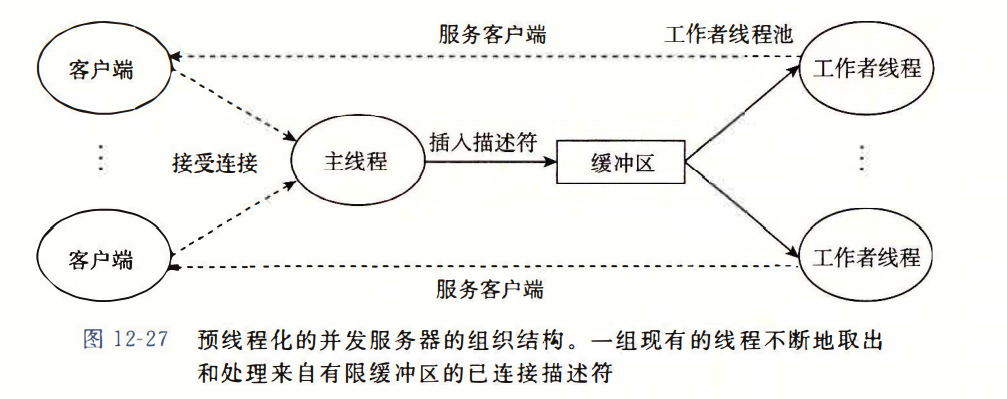 服务客户端
工作者线程池
客户端
工作者线程
⋮
接受连接
主线程
插入描述符
缓冲区
⋮
客户端
工作者线程
服务客户端
图 12-27 预线程化的并发服务器的组织结构。一组现有的线程不断地取出
和处理来自有限缓冲区的已连接描述符